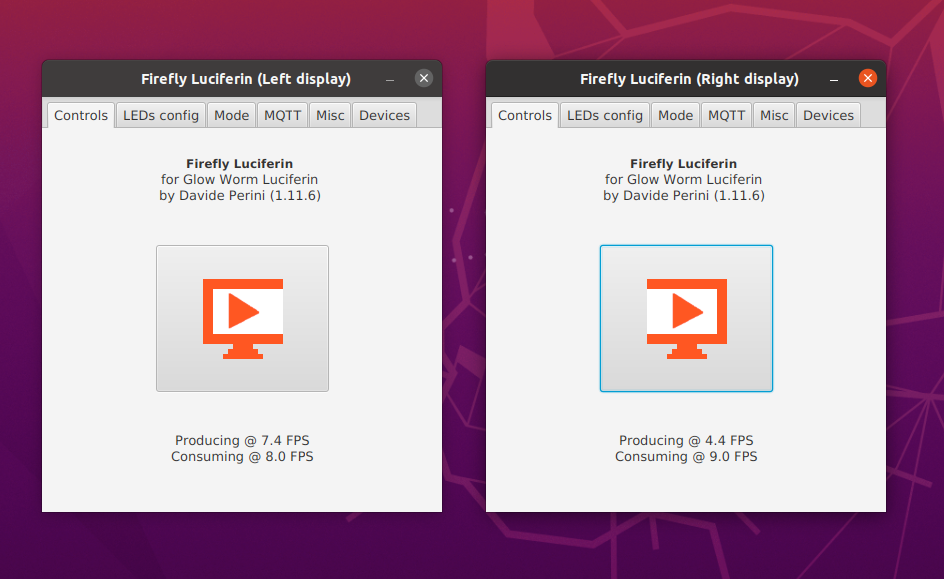 Firefly Luciferin (Left display)
Controls LEDs config Mode MQTT Misc Devices
Firefly Luciferin
for Glow Worm Luciferin
by Davide Perini (1.11.6)
Producing @ 7.4 FPS
Consuming @ 8.0 FPS
Firefly Luciferin (Right display)
Controls LEDs config Mode MQTT Misc Devices
Firefly Luciferin
for Glow Worm Luciferin
by Davide Perini (1.11.6)
Producing @ 4.4 FPS
Consuming @ 9.0 FPS